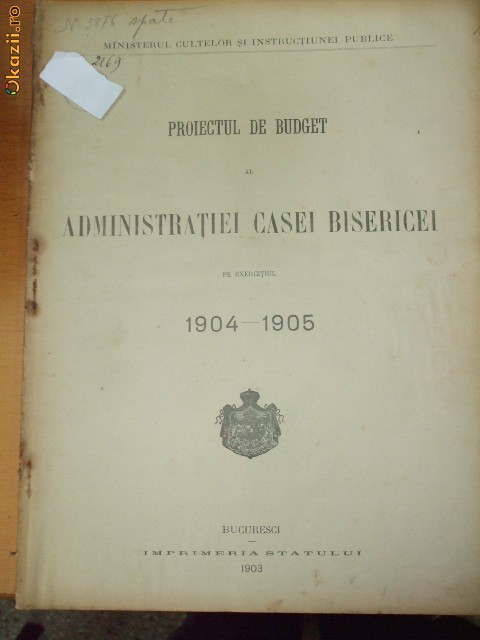 Okazii.ro
N. 3876 spate
MINISTERUL CULTELOR ȘI INSTRUCȚIUNEI PUBLICE
2169
PROIECTUL DE BUDGET
AL
ADMINISTRAȚIEI CASEI BISERICEI
PE EXERCIȚIUL
1904—1905
BUCURESCI
IMPRIMERIA STATULUI
1903